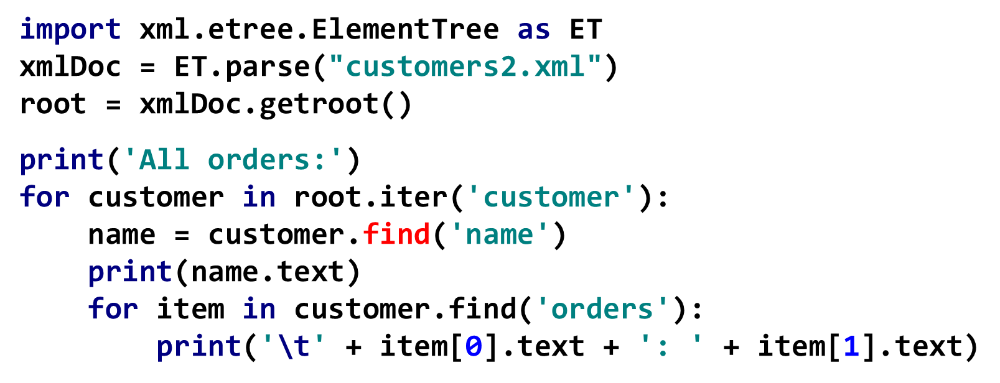 import xml.etree.ElementTree as ET
xmlDoc = ET.parse("customers2.xml")
root = xmlDoc.getroot()
print('All orders:')
for customer in root.iter('customer'):
    name = customer.find('name')
    print(name.text)
    for item in customer.find('orders'):
        print('\t' + item[0].text + ': ' + item[1].text)